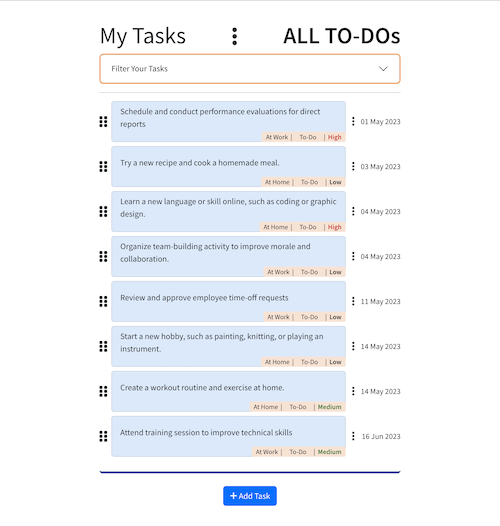 My Tasks
ALL TO-DOs
Filter Your Tasks
Schedule and conduct performance evaluations for direct
reports
At Work | To-Do | High
01 May 2023
Try a new recipe and cook a homemade meal.
At Home | To-Do | Low
03 May 2023
Learn a new language or skill online, such as coding or graphic
design.
At Home | To-Do | High
04 May 2023
Organize team-building activity to improve morale and
collaboration.
At Work | To-Do | Low
04 May 2023
Review and approve employee time-off requests
At Work | To-Do | Low
11 May 2023
Start a new hobby, such as painting, knitting, or playing an
instrument.
At Home | To-Do | Low
14 May 2023
Create a workout routine and exercise at home.
At Home | To-Do | Medium
14 May 2023
Attend training session to improve technical skills
At Work | To-Do | Medium
16 Jun 2023
+ Add Task